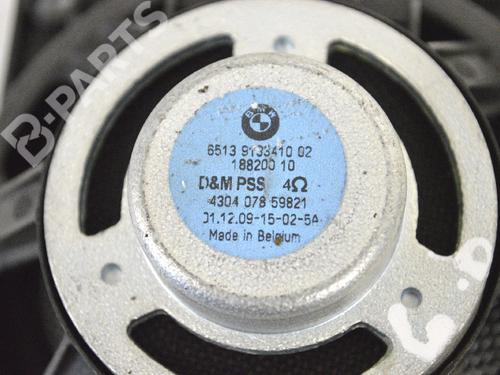 BMW
6513 9133410 02
188200 10
D&M PSS 4Ω
4304 078 59821
01.12.09-15-02-5A
Made in Belgium
B-PARTS